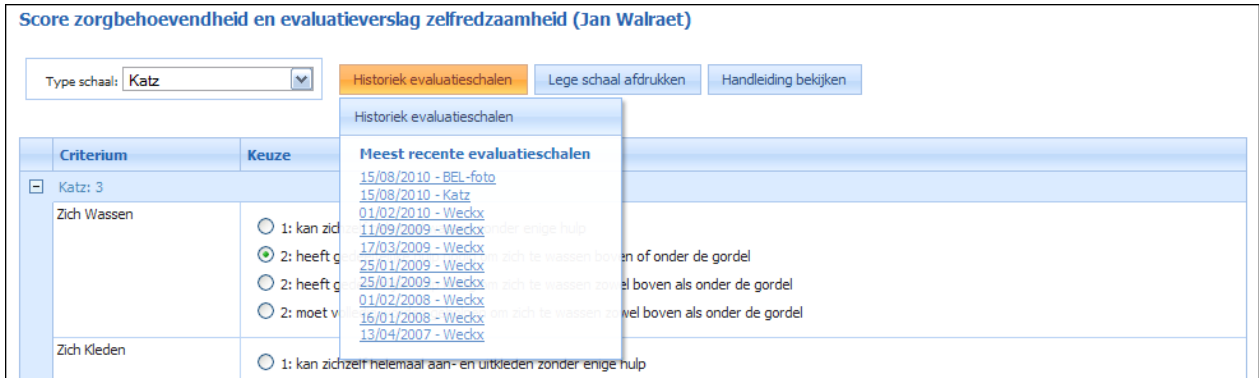 Score zorgbehoevendheid en evaluatieverslag zelfredzaamheid (Jan Walraet)
Type schaal: Katz
Historiek evaluatieschalen
Lege schaal afdrukken
Handleiding bekijken
Historiek evaluatieschalen
Meest recente evaluatieschalen
15/08/2010 - BEL-foto
15/08/2010 - Katz
01/02/2010 - Weckx
11/09/2009 - Weckx
17/03/2009 - Weckx
25/01/2009 - Weckx
25/01/2009 - Weckx
01/02/2008 - Weckx
16/01/2008 - Weckx
13/04/2007 - Weckx
Criterium
Keuze
Katz: 3
Zich Wassen
1: kan zich onder enige hulp
2: heeft om zich te wassen boven of onder de gordel
2: heeft om zich te wassen zowel boven als onder de gordel
2: moet om zich te wassen zowel boven als onder de gordel
Zich Kleden
1: kan zichzelf helemaal aan- en uitkleden zonder enige hulp